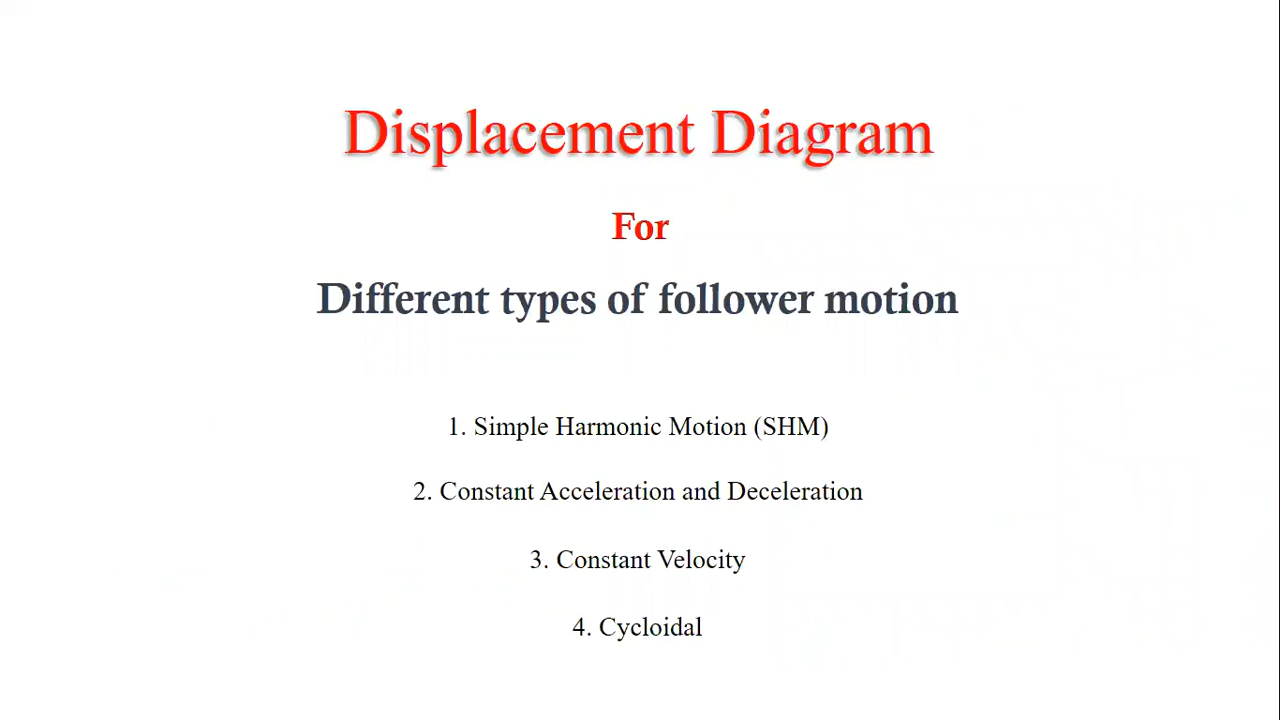 Displacement Diagram
For
Different types of follower motion
1. Simple Harmonic Motion (SHM)
2. Constant Acceleration and Deceleration
3. Constant Velocity
4. Cycloidal